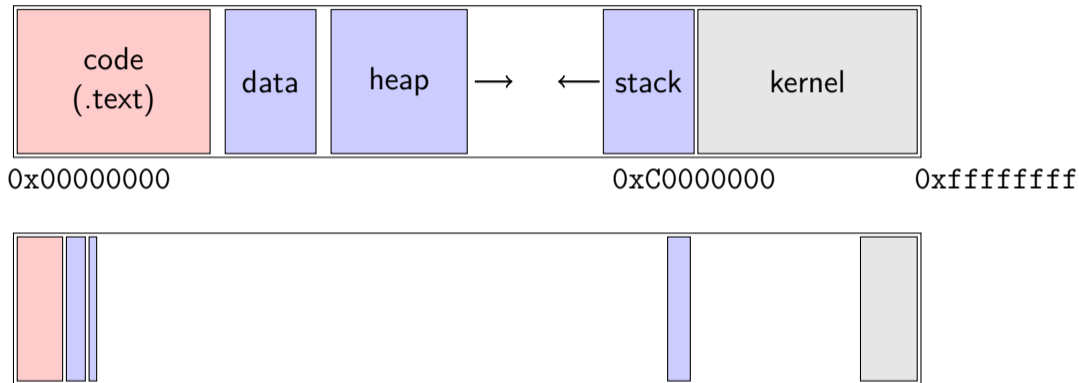 code
(.text)
data
heap
stack
kernel
0x00000000
0xC0000000
0xffffffff